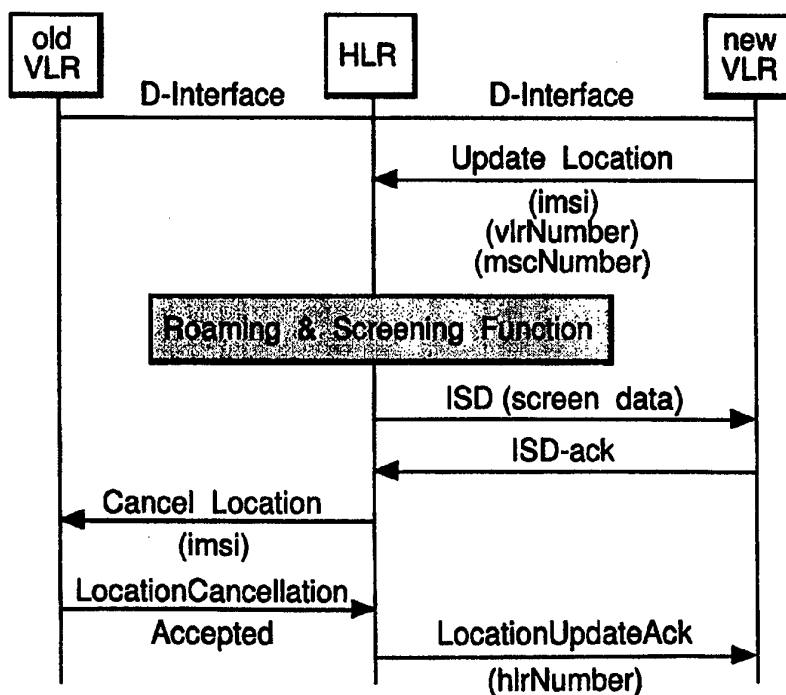 old
VLR
HLR
new
VLR
D-Interface
D-Interface
Update Location
(imsi)
(vlrNumber)
(mscNumber)
Roaming & Screening Function
ISD (screen data)
ISD-ack
Cancel Location
(imsi)
LocationCancellation
Accepted
LocationUpdateAck
(hlrNumber)